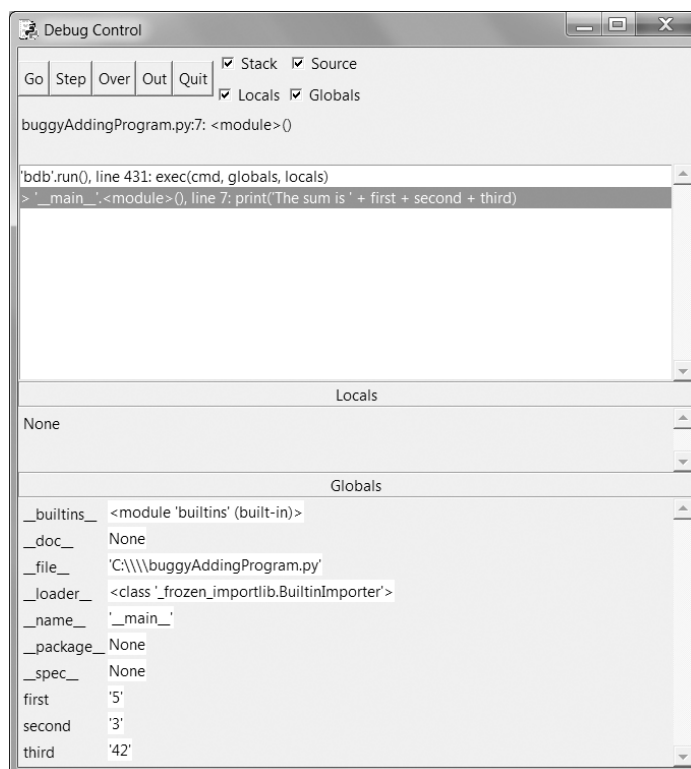 Debug Control
Go Step Over Out Quit
Stack Source
Locals Globals
buggyAddingProgram.py:7: <module>()
'bdb'.run(), line 431: exec(cmd, globals, locals)
> '__main__'.<module>(), line 7: print('The sum is ' + first + second + third)
Locals
None
Globals
__builtins__ <module 'builtins' (built-in)>
__doc__ None
__file__ 'C:\\\\buggyAddingProgram.py'
__loader__ <class '_frozen_importlib.BuiltinImporter'>
__name__ '__main__'
__package__ None
__spec__ None
first '5'
second '3'
third '42'